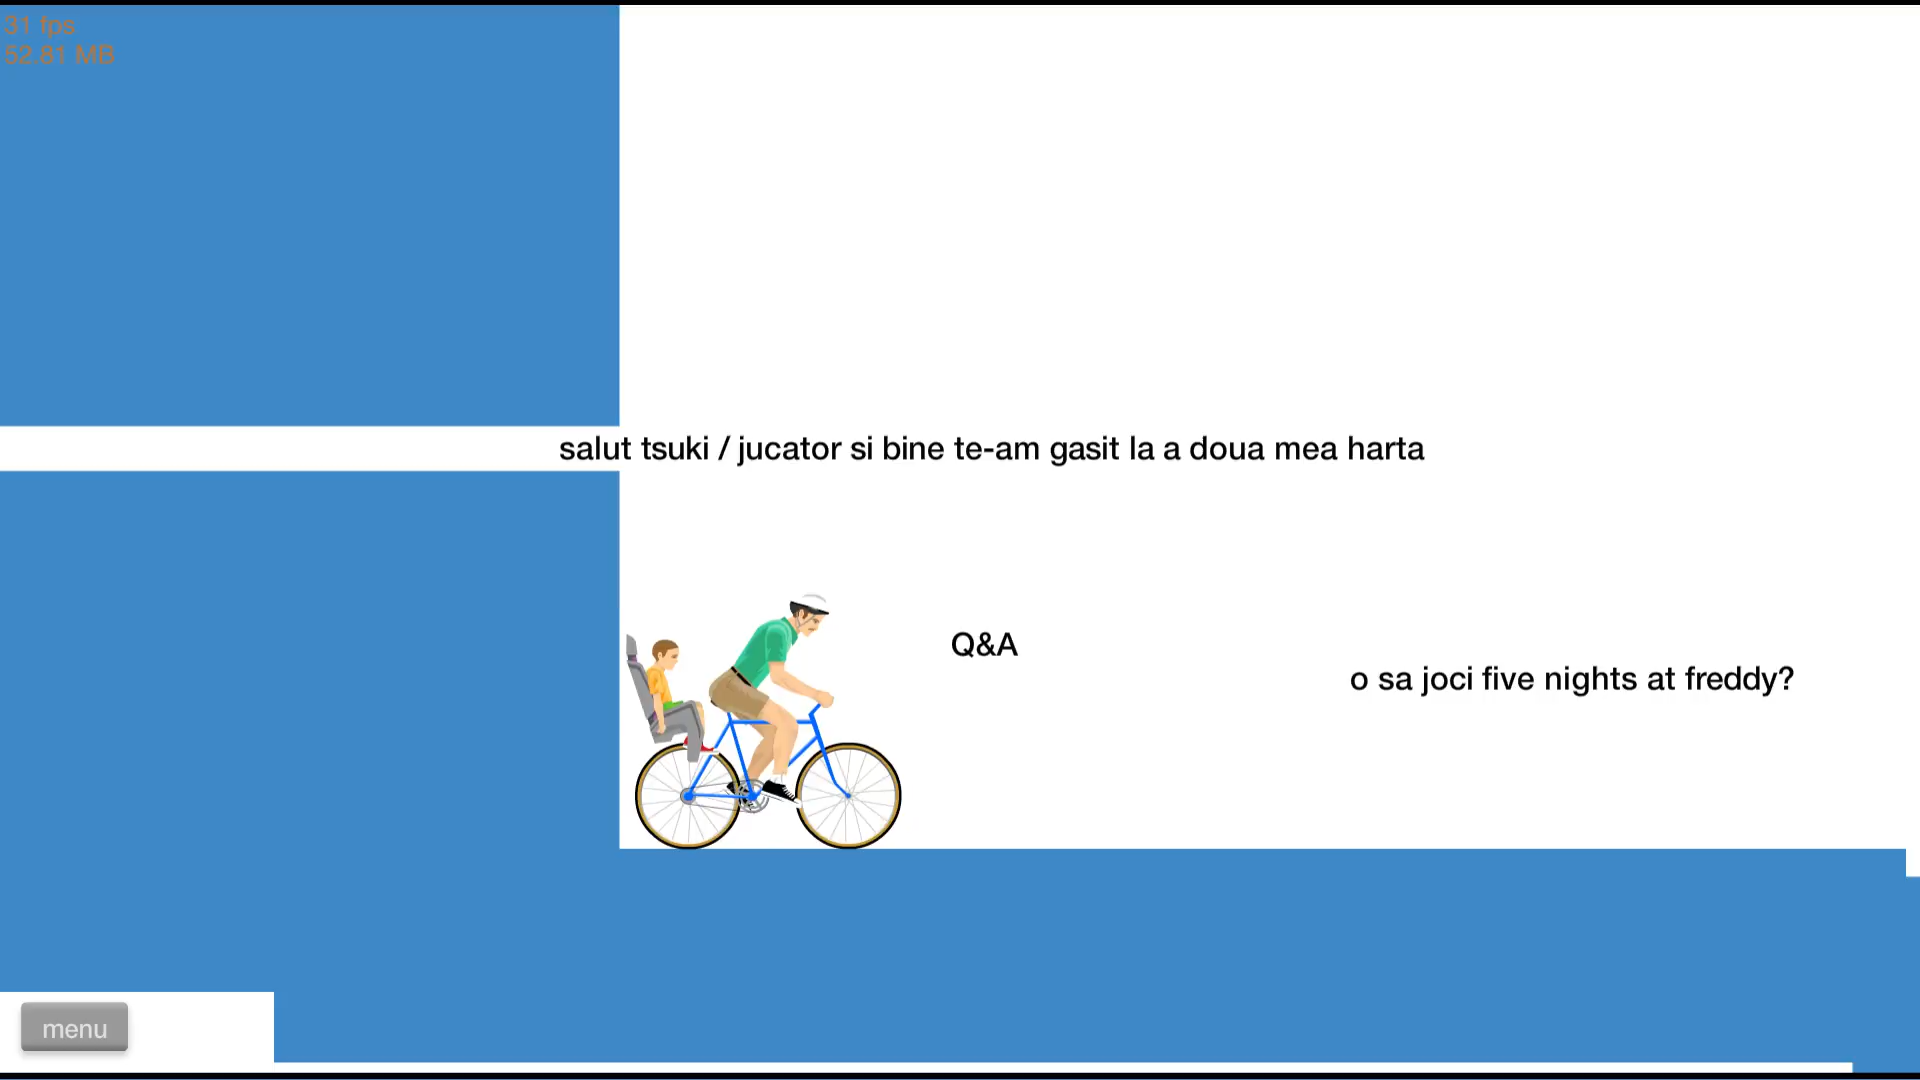 31 fps
52.81 MB
salut tsuki / jucator si bine te-am gasit la a doua mea harta
Q&A
o sa joci five nights at freddy?
menu